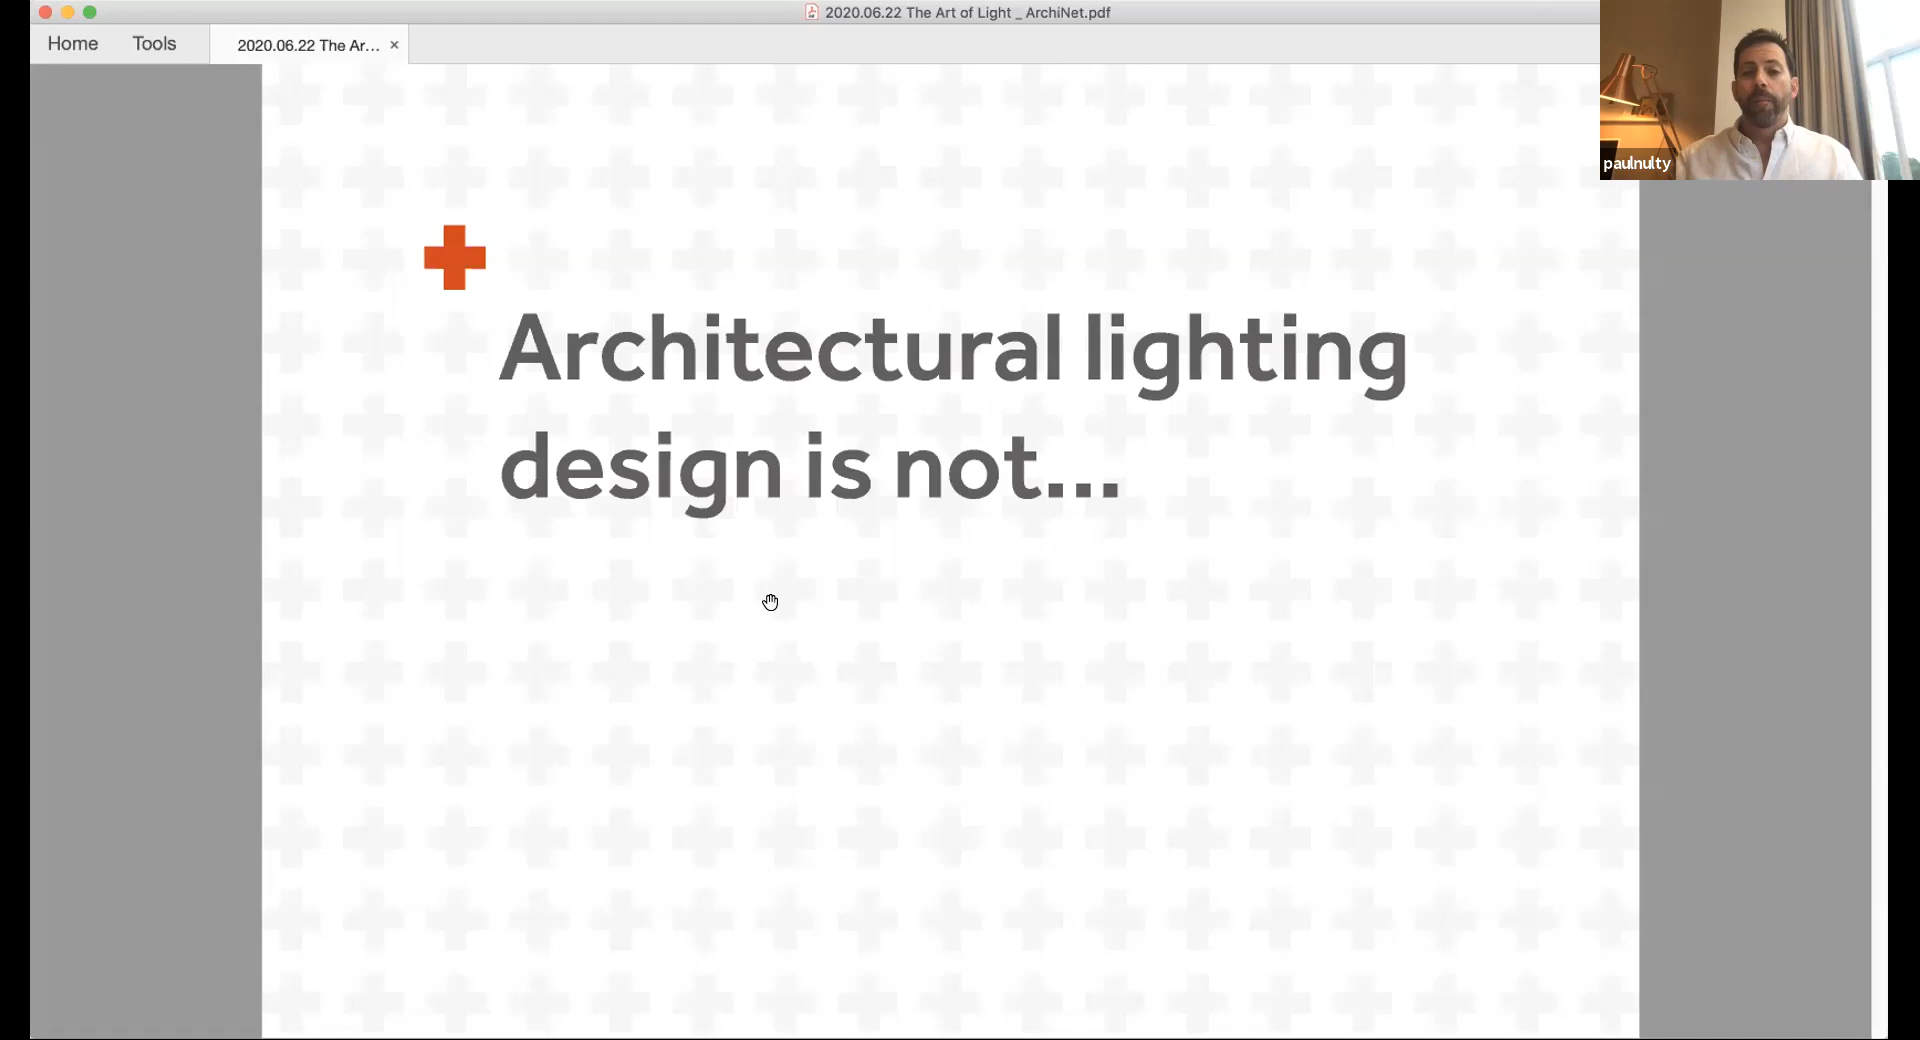 2020.06.22 The Art of Light _ ArchiNet.pdf
Home Tools 2020.06.22 The Ar... ×
paulnulty
Architectural lighting
design is not...